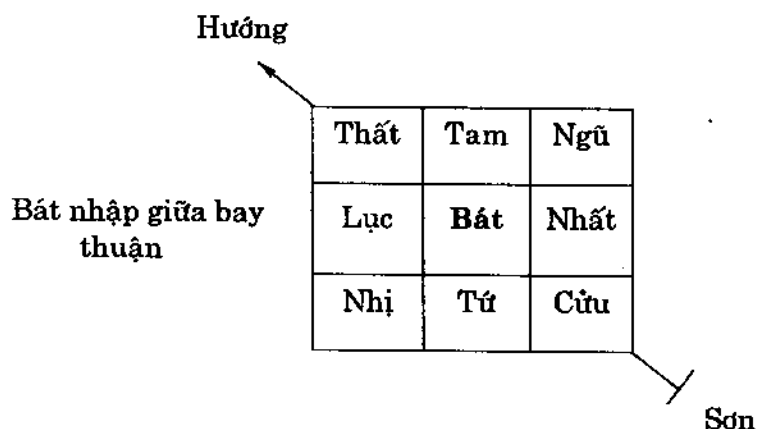 Hướng
Thất Tam Ngũ
Bát nhập giữa bay
thuận
Lục Bát Nhất
Nhị Tứ Cửu
Sơn